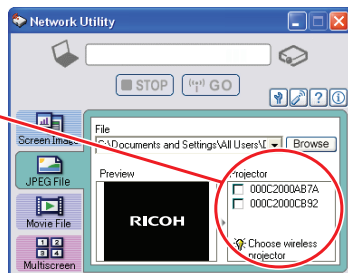 Network Utility
STOP
GO
Screen Image
JPEG File
Movie File
Multiscreen
File
C:\Documents and Settings\All Users\D
Browse
Preview
RICOH
Projector
000C2000AB7A
000C2000CB92
Choose wireless
projector